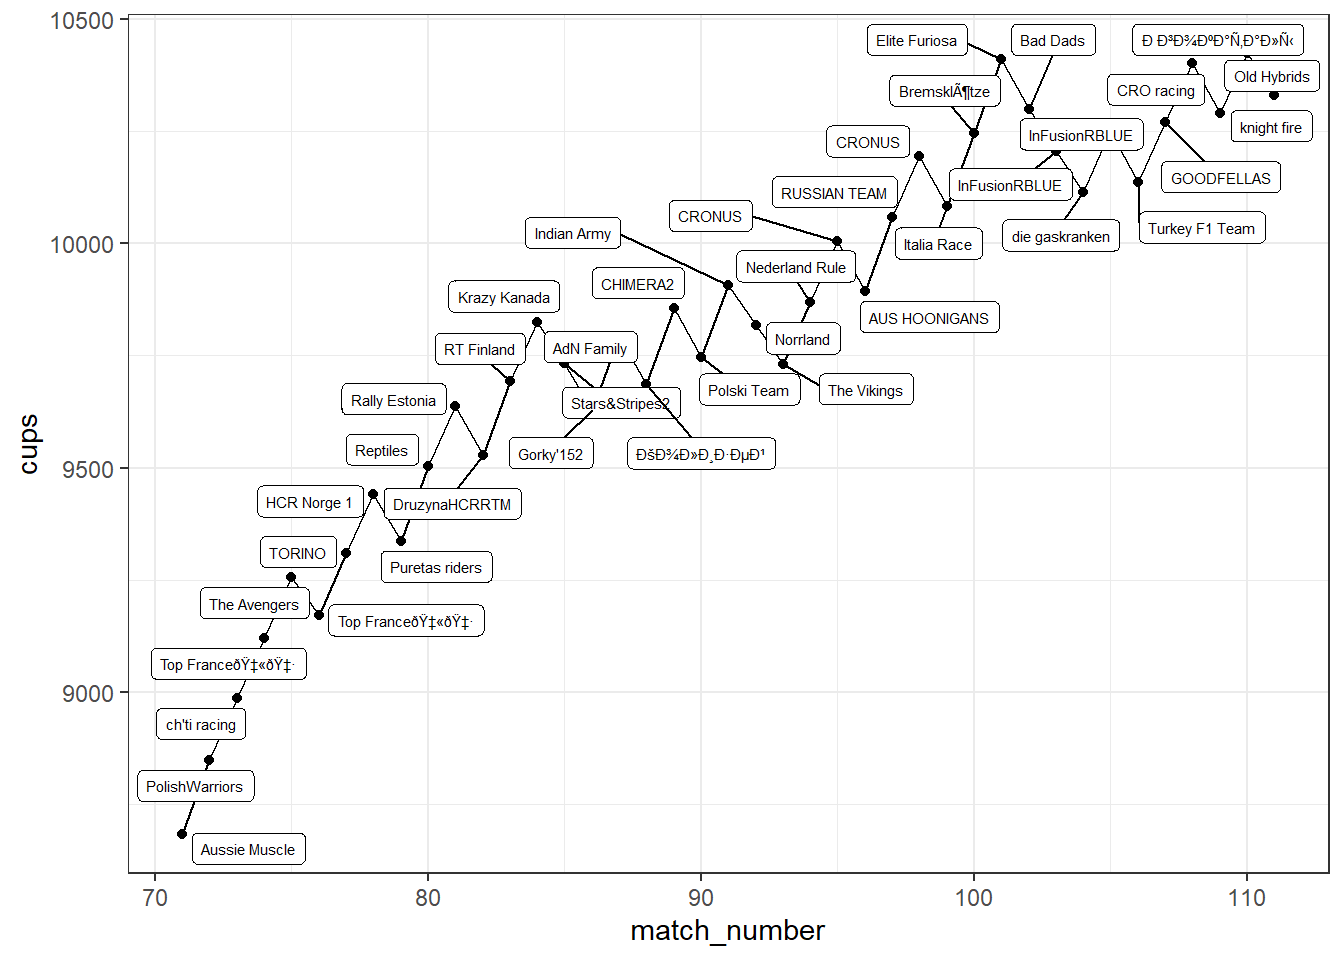 10500
Elite Furiosa
Bad Dads
Ð Ð³Ð¾ÐºÐ°Ñ‚Ð°Ð»Ñ‹
Old Hybrids
BremsklÃ¶tze
CRO racing
knight fire
CRONUS
InFusionRBLUE
RUSSIAN TEAM
InFusionRBLUE
GOODFELLAS
CRONUS
Indian Army
Italia Race
die gaskranken
Turkey F1 Team
10000
Nederland Rule
CHIMERA2
Krazy Kanada
AUS HOONIGANS
RT Finland
AdN Family
Norrland
Rally Estonia
Stars&Stripes2
Polski Team
The Vikings
Reptiles
Gorky'152
ÐšÐ¾Ð»Ð¸Ð·ÐµÐ¹
9500
HCR Norge 1
DruzynaHCRRTM
TORINO
Puretas riders
The Avengers
Top FranceðŸ‡«ðŸ‡·
Top FranceðŸ‡«ðŸ‡·
9000
ch'ti racing
PolishWarriors
Aussie Muscle
cups
70 80 90 100 110
match_number